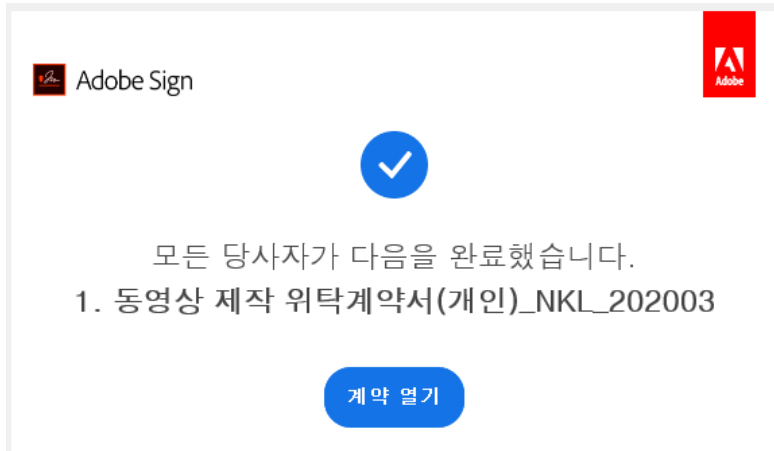 Adobe Sign
Adobe
모든 당사자가 다음을 완료했습니다.
1. 동영상 제작 위탁계약서(개인)_NKL_202003
계약 열기